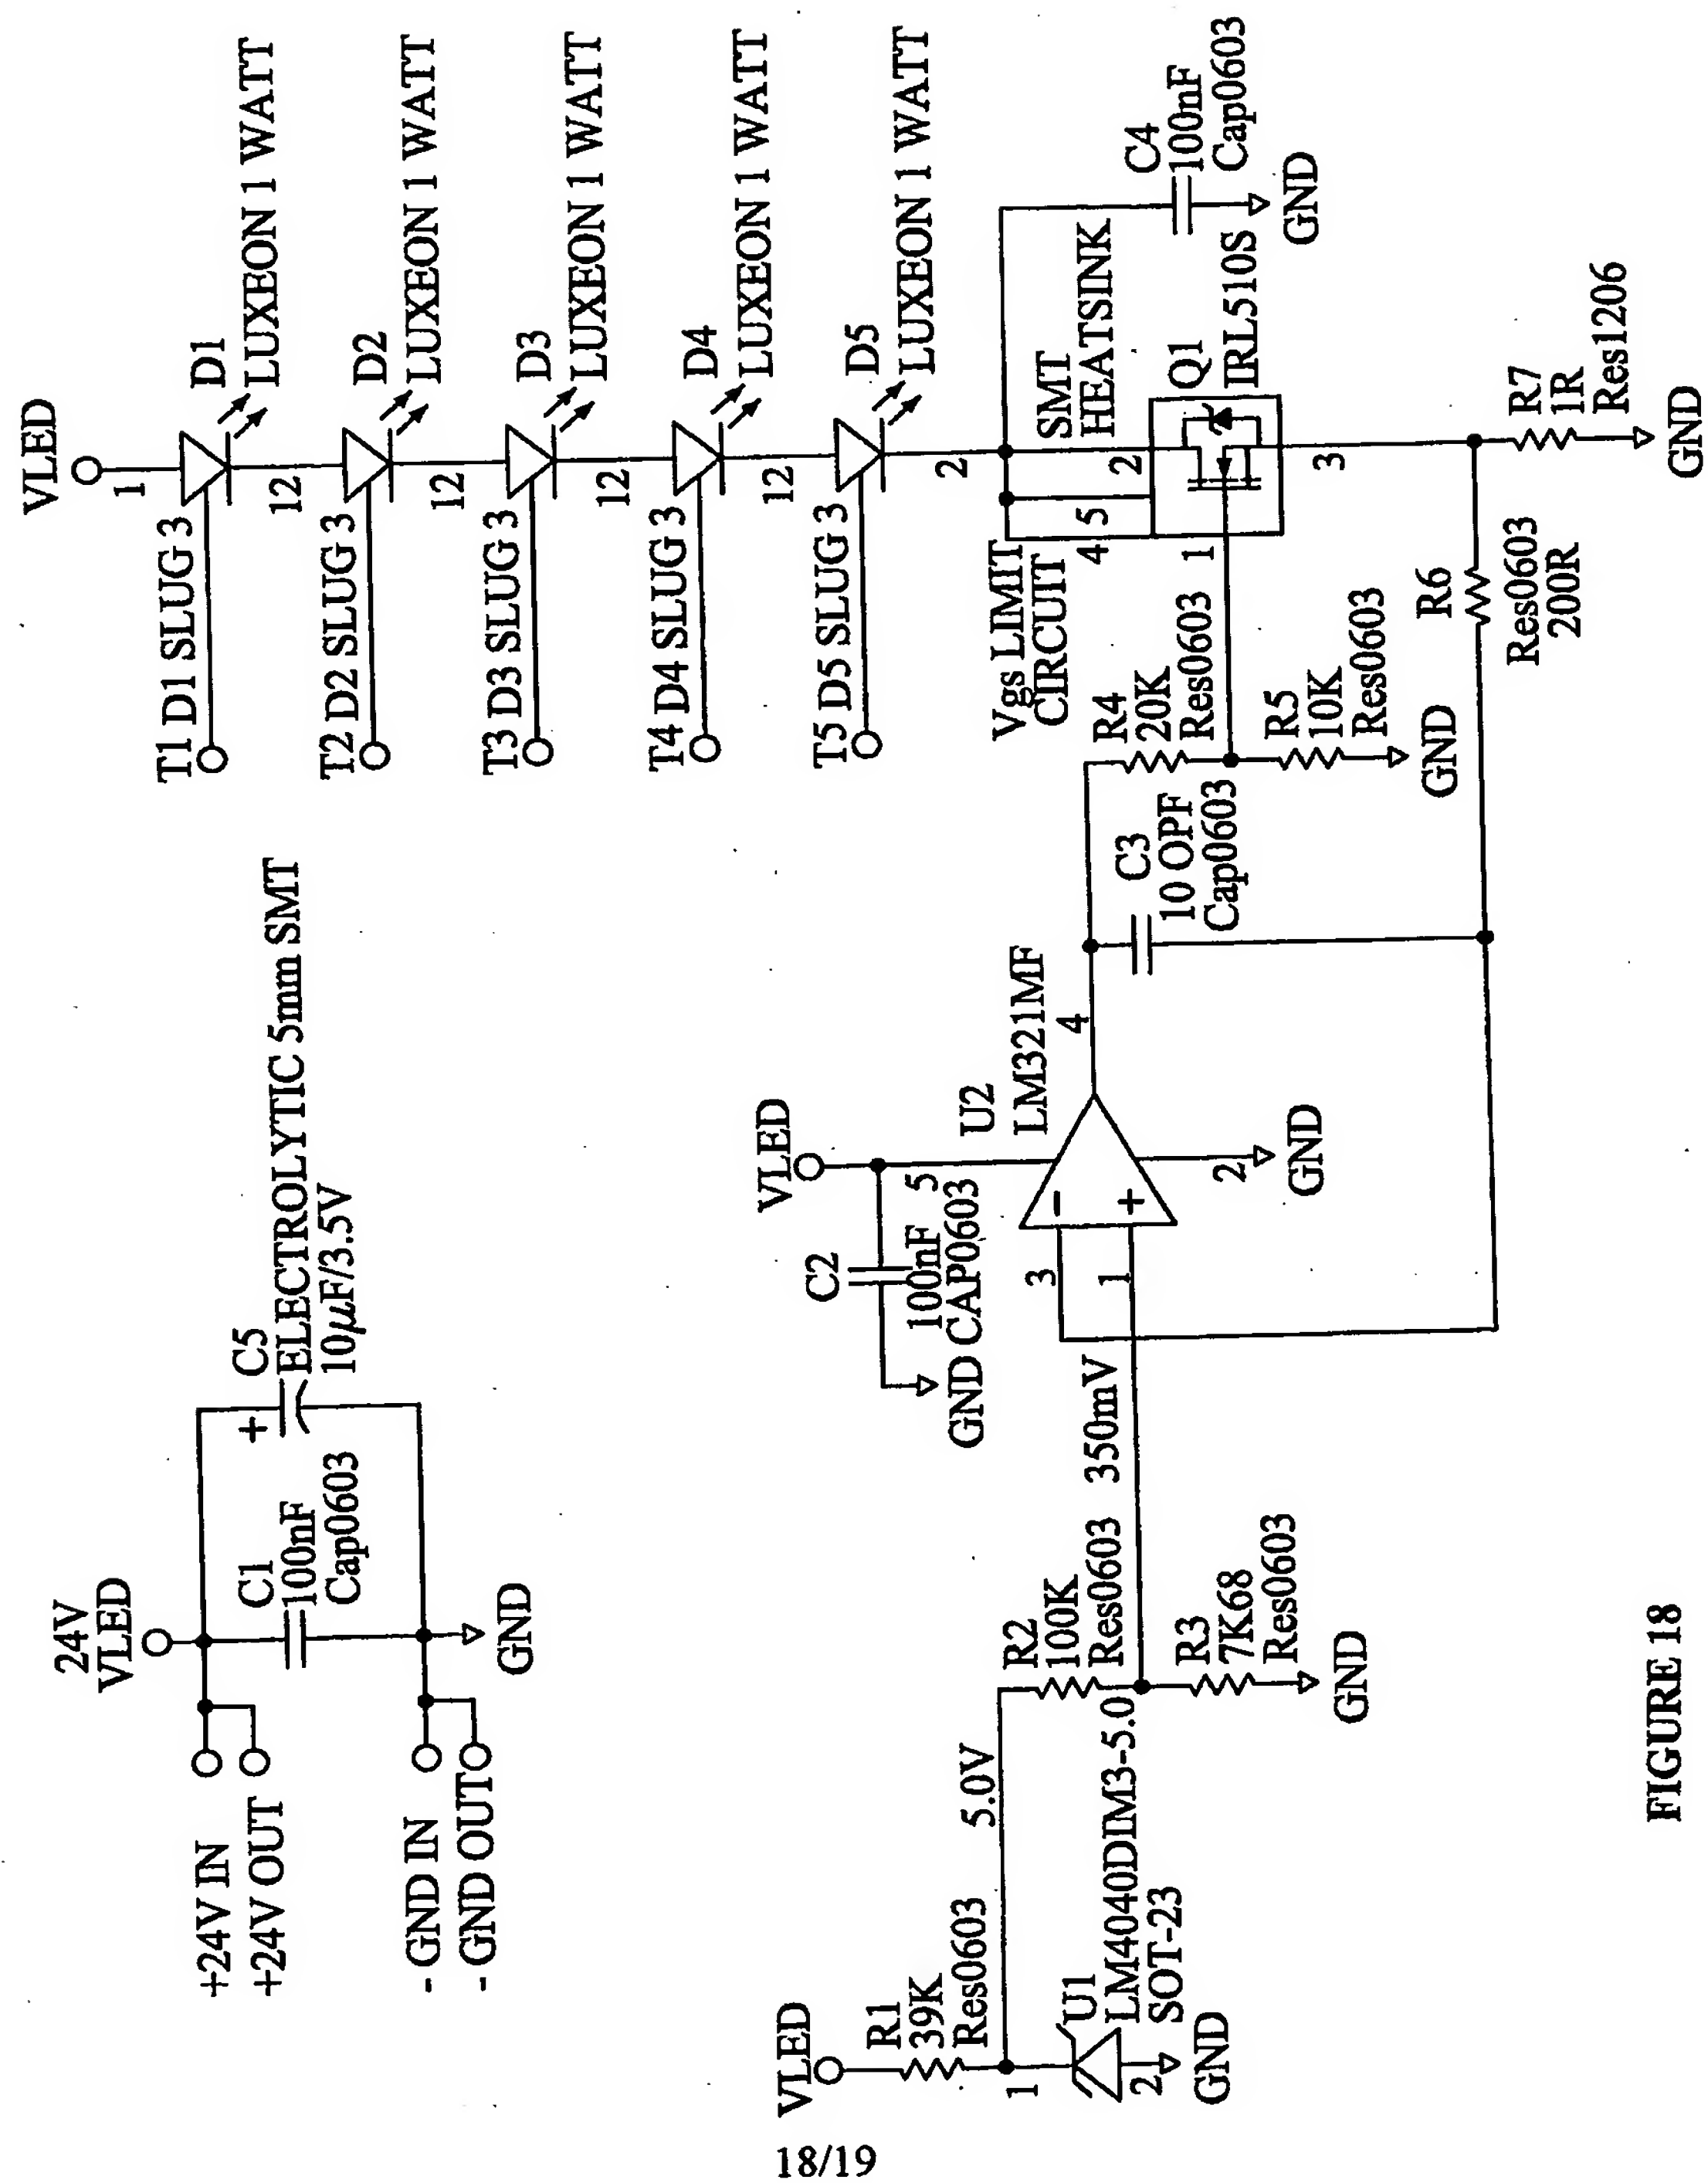 24V
VLED
+24V IN
+24V OUT
- GND IN
- GND OUT
C1
100nF
Cap0603
GND
+
C5
ELECTROLYTIC 5mm SMT
10µF/3.5V
VLED
1
T1 D1 SLUG 3
D1
LUXEON 1 WATT
12
T2 D2 SLUG 3
D2
LUXEON 1 WATT
12
T3 D3 SLUG 3
D3
LUXEON 1 WATT
12
T4 D4 SLUG 3
D4
LUXEON 1 WATT
12
T5 D5 SLUG 3
D5
LUXEON 1 WATT
2
Vgs LIMIT
CIRCUIT
SMT
HEATSINK
4 5
2
1
3
Q1
IRL510S
C4
100nF
Cap0603
GND
VLED
R1
39K
Res0603
1
U1
LM4040DIM3-5.0
SOT-23
2
GND
5.0V
R2
100K
Res0603
R3
7K68
Res0603
GND
350mV
VLED
C2
100nF
CAP0603
GND
5
U2
LM321MF
3
-
1
+
4
2
GND
C3
10 OPF
Cap0603
R4
20K
Res0603
R5
10K
Res0603
GND
R6
Res0603
200R
R7
1R
Res1206
GND
18/19
FIGURE 18